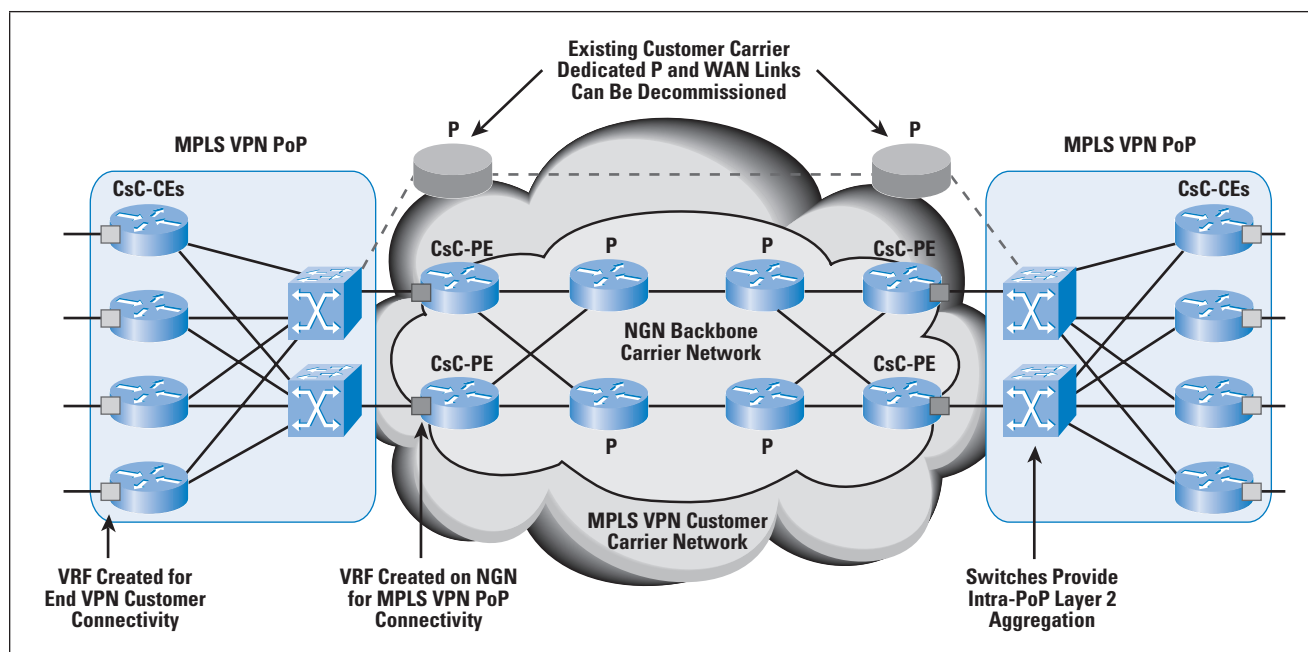 Existing Customer Carrier
Dedicated P and WAN Links
Can Be Decommissioned
MPLS VPN PoP
P
P
MPLS VPN PoP
CsC-CEs
CsC-CEs
CsC-PE
P
P
CsC-PE
NGN Backbone
Carrier Network
CsC-PE
CsC-PE
P
P
MPLS VPN Customer
Carrier Network
VRF Created for
End VPN Customer
Connectivity
VRF Created on NGN
for MPLS VPN PoP
Connectivity
Switches Provide
Intra-PoP Layer 2
Aggregation